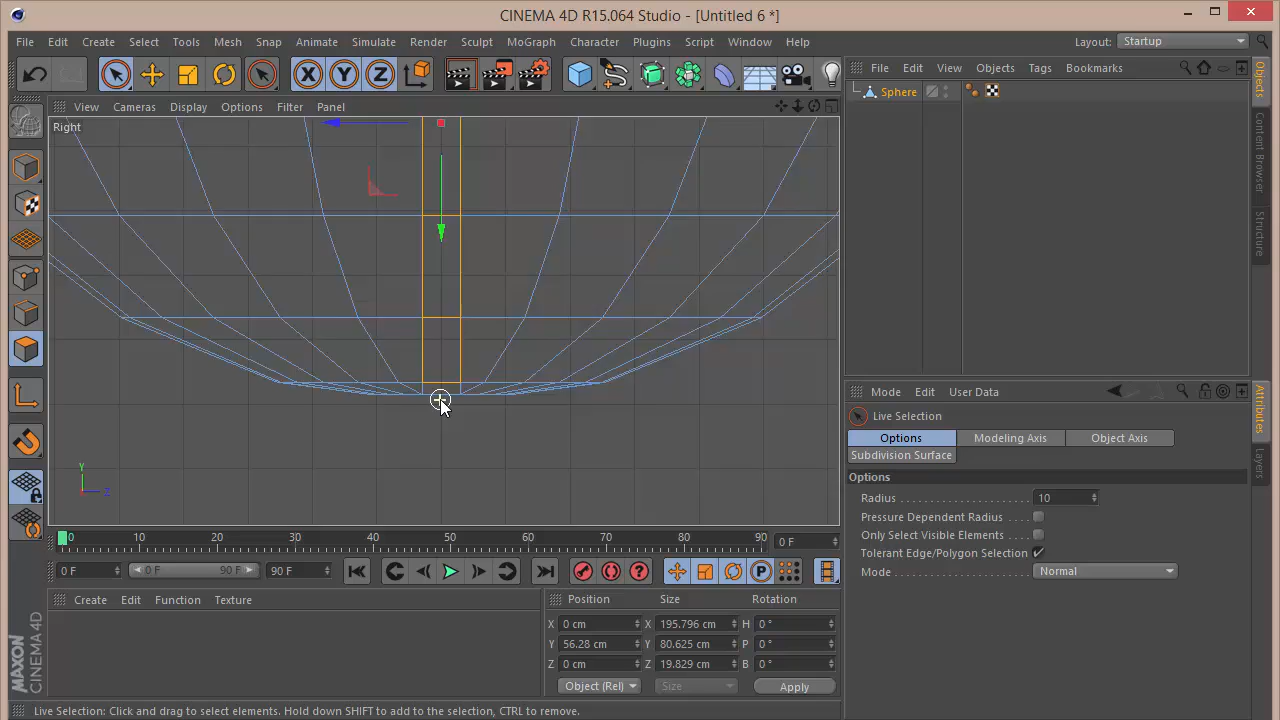 CINEMA 4D R15.064 Studio - [Untitled 6 *]
File Edit Create Select Tools Mesh Snap Animate Simulate Render Sculpt MoGraph Character Plugins Script Window Help Layout: Startup
X Y Z
File Edit View Objects Tags Bookmarks
Sphere
View Cameras Display Options Filter Panel
Right
Y
Z
Objects
Content Browser
Structure
Mode Edit User Data
Live Selection
Options Modeling Axis Object Axis
Subdivision Surface
Options
Radius 10
Pressure Dependent Radius
Only Select Visible Elements
Tolerant Edge/Polygon Selection
Mode Normal
Attributes
Layers
0 10 20 30 40 50 60 70 80 90 0 F
0 F 0 F 90 F 90 F
Create Edit Function Texture
Position Size Rotation
X 0 cm X 195.796 cm H 0 °
Y 56.28 cm Y 80.625 cm P 0 °
Z 0 cm Z 19.829 cm B 0 °
Object (Rel) Size Apply
MAXON
CINEMA 4D
Live Selection: Click and drag to select elements. Hold down SHIFT to add to the selection, CTRL to remove.